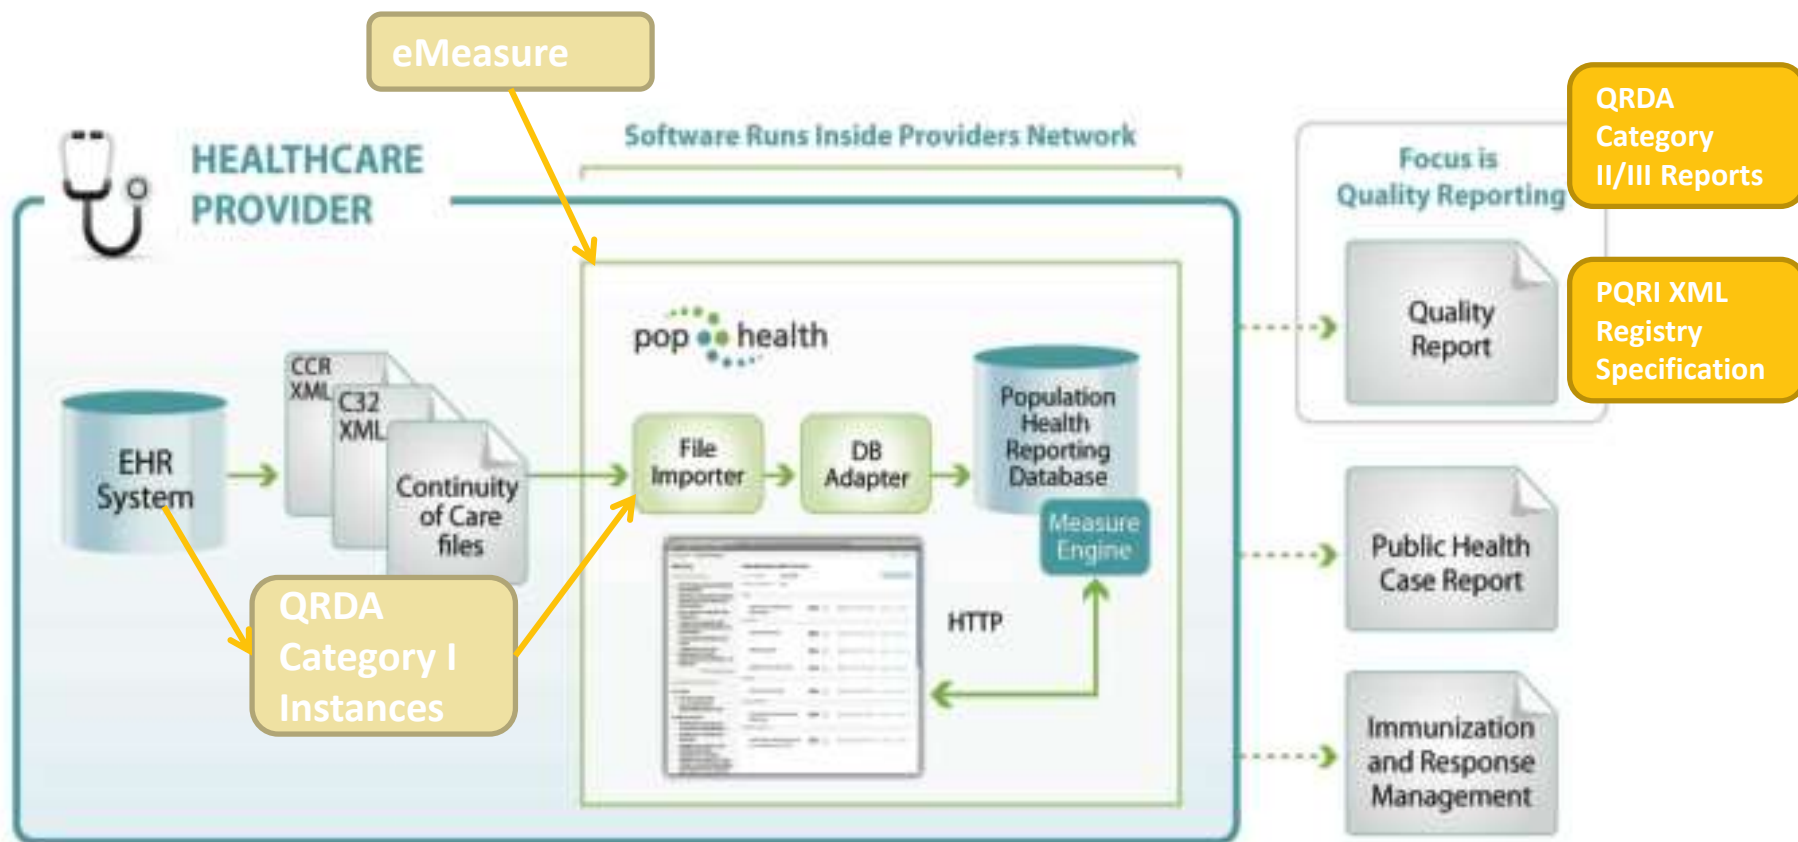 eMeasure
Software Runs Inside Providers Network
HEALTHCARE
PROVIDER
QRDA
Category
II/III Reports
Focus is
Quality Reporting
pop health
Quality
Report
PQRI XML
Registry
Specification
CCR
XML
C32
XML
Continuity
of Care
files
EHR
System
File
Importer
DB
Adapter
Population
Health
Reporting
Database
Measure
Engine
HTTP
QRDA
Category I
Instances
Public Health
Case Report
Immunization
and Response
Management